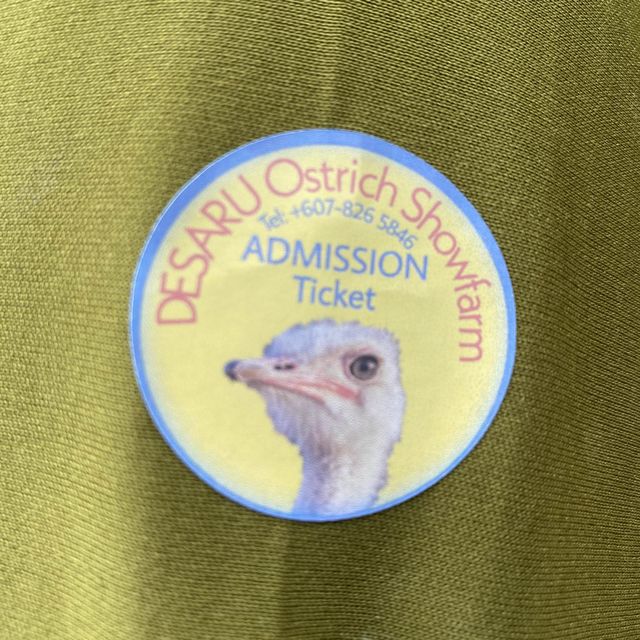 DESARU Ostrich Showfarm
Tel: +607-826 5846
ADMISSION
Ticket